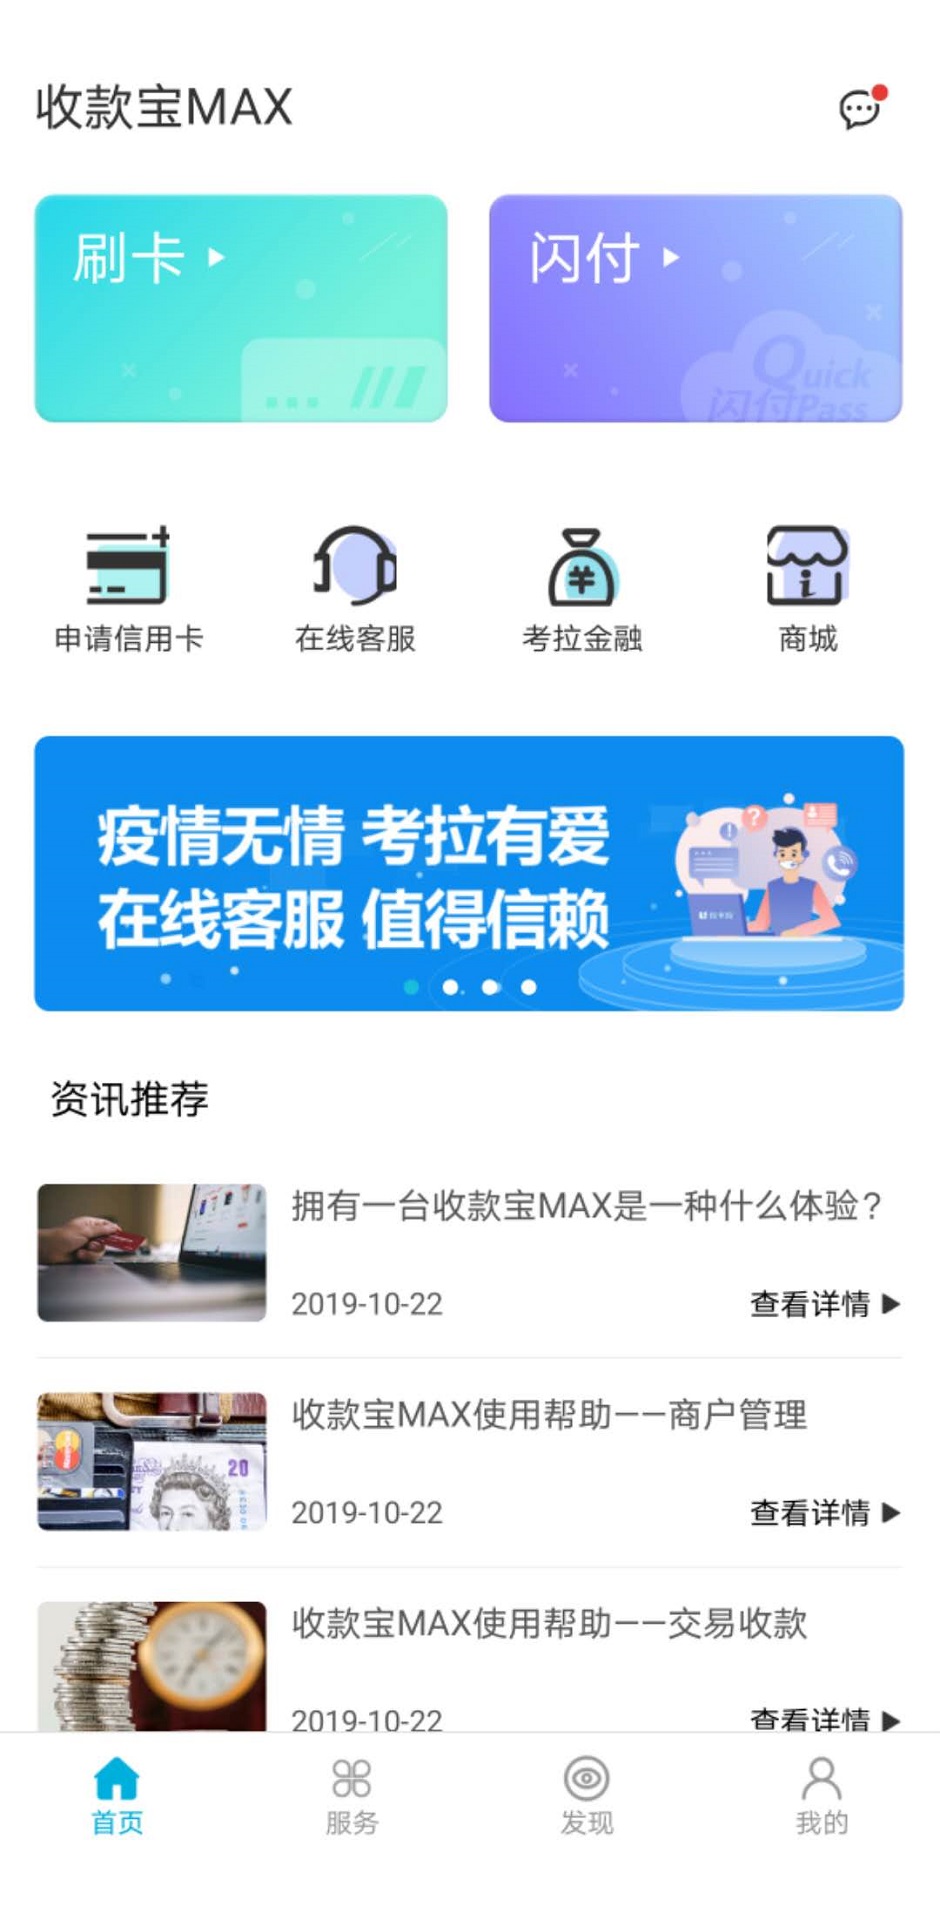 收款宝MAX
刷卡
闪付
Quick
闪付Pass
申请信用卡
在线客服
考拉金融
商城
疫情无情 考拉有爱
在线客服 值得信赖
资讯推荐
拥有一台收款宝MAX是一种什么体验?
2019-10-22
查看详情
收款宝MAX使用帮助——商户管理
20
2019-10-22
查看详情
收款宝MAX使用帮助——交易收款
2019-10-22
查看详情
首页
服务
发现
我的